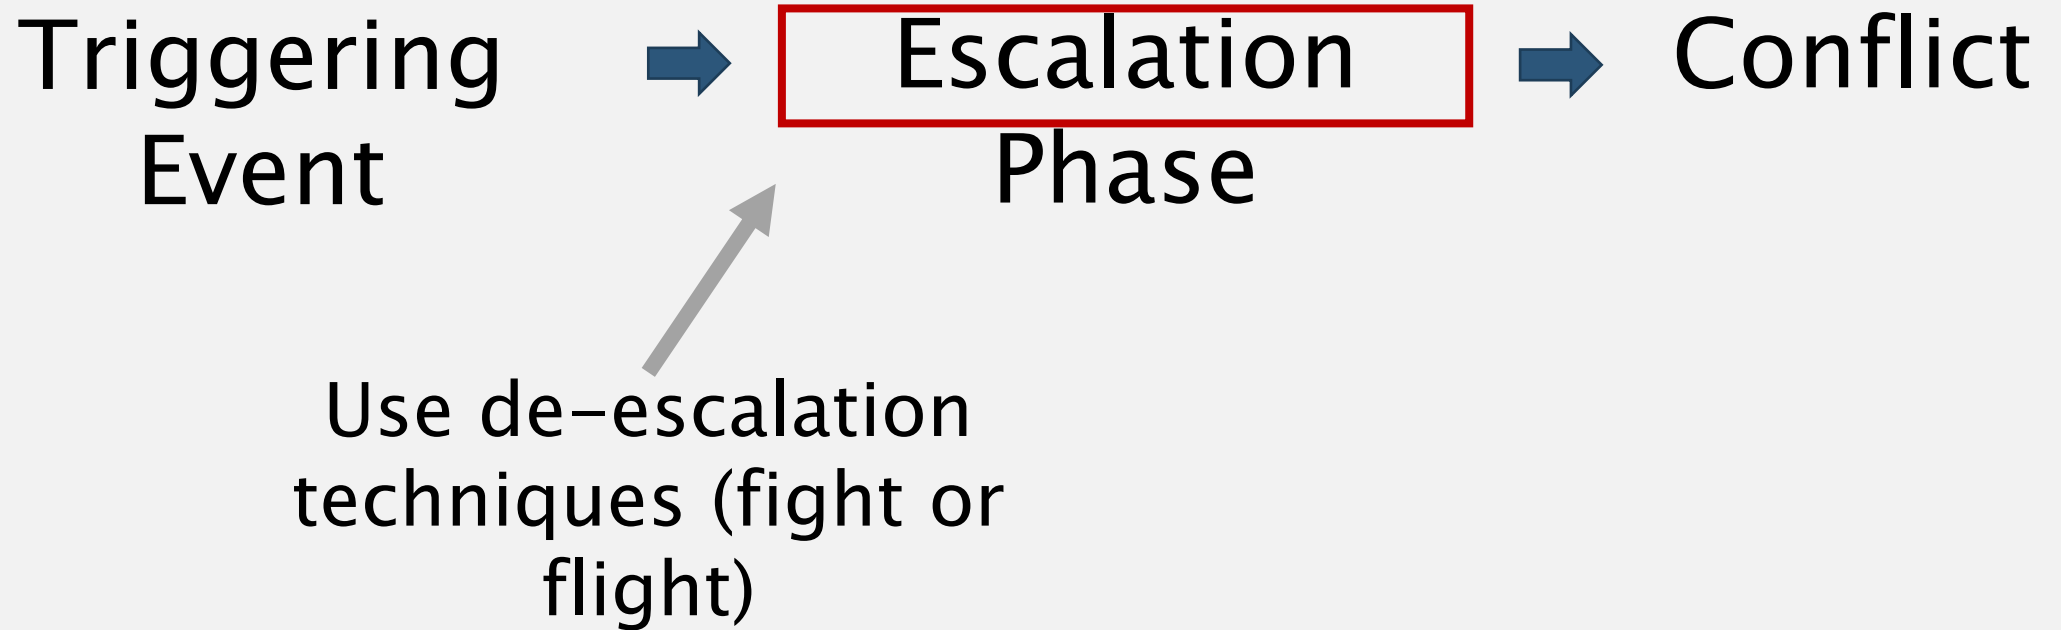 Triggering
Event
Escalation
Phase
Conflict
Use de-escalation
techniques (fight or
flight)